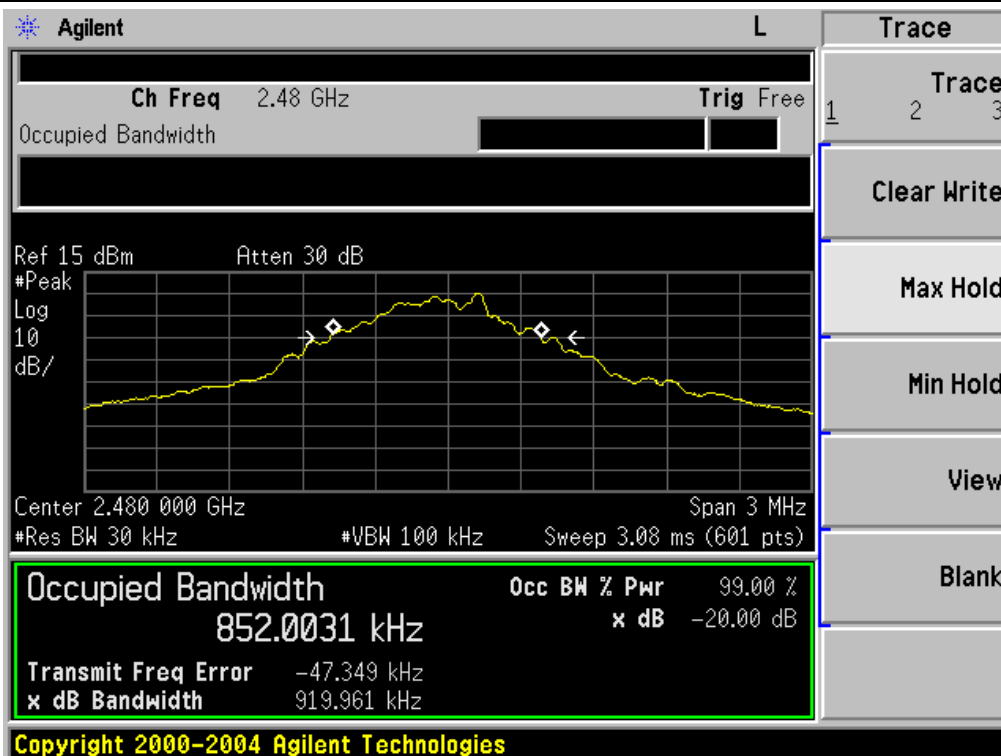 Agilent L Trace
Ch Freq 2.48 GHz Trig Free
Occupied Bandwidth
Trace
1 2 3
Clear Write
Max Hold
Min Hold
View
Blank
Ref 15 dBm Atten 30 dB
#Peak
Log
10
dB/
Center 2.480 000 GHz Span 3 MHz
#Res BW 30 kHz #VBW 100 kHz Sweep 3.08 ms (601 pts)
Occupied Bandwidth Occ BW % Pwr 99.00 %
852.0031 kHz x dB -20.00 dB
Transmit Freq Error -47.349 kHz
x dB Bandwidth 919.961 kHz
Copyright 2000-2004 Agilent Technologies